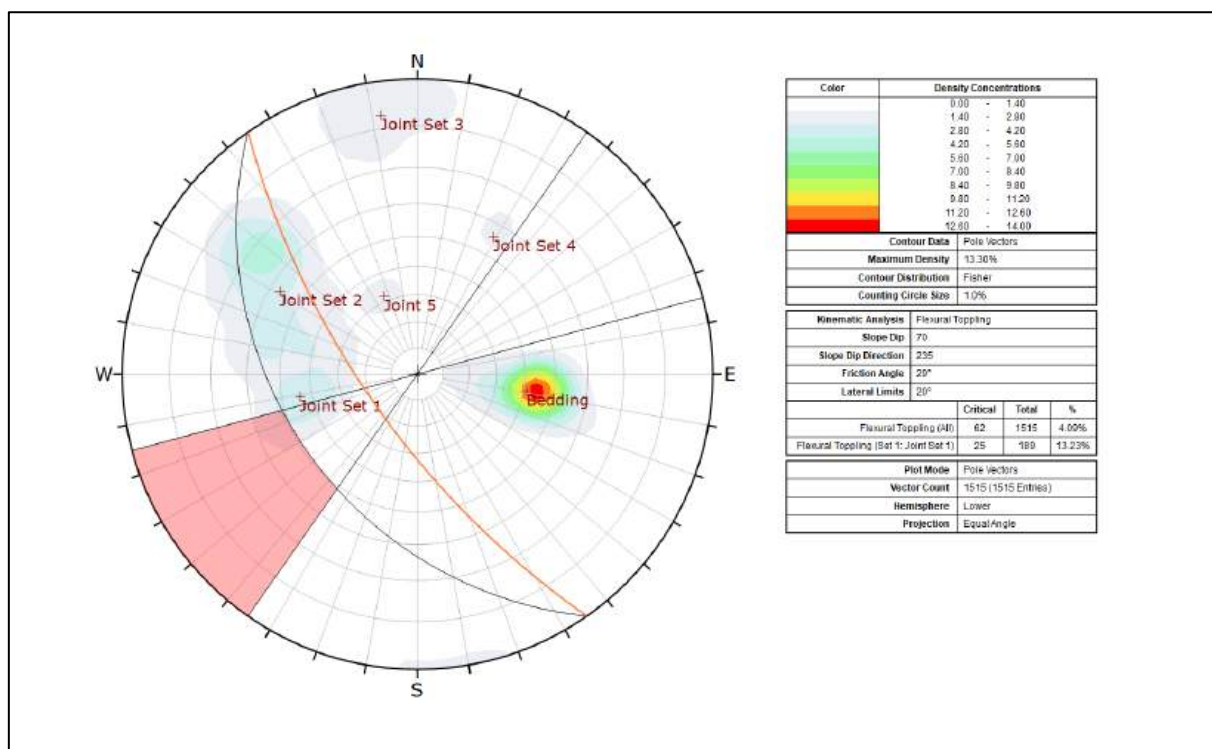 N
Joint Set 3
Joint Set 4
Joint Set 2
Joint 5
W
E
Joint Set 1
Bedding
S
Color Density Concentrations
0.00 - 1.40
1.40 - 2.80
2.80 - 4.20
4.20 - 5.60
5.60 - 7.00
7.00 - 8.40
8.40 - 9.80
9.80 - 11.20
11.20 - 12.60
12.60 - 14.00
Contour Data Pole Vectors
Maximum Density 13.30%
Contour Distribution Fisher
Counting Circle Size 1.0%
Kinematic Analysis Flexural Toppling
Slope Dip 70
Slope Dip Direction 235
Friction Angle 29°
Lateral Limits 20°
Critical Total %
Flexural Toppling (All) 62 1515 4.09%
Flexural Toppling (Set 1: Joint Set 1) 25 189 13.23%
Plot Mode Pole Vectors
Vector Count 1515 (1515 Entries)
Hemisphere Lower
Projection Equal Angle